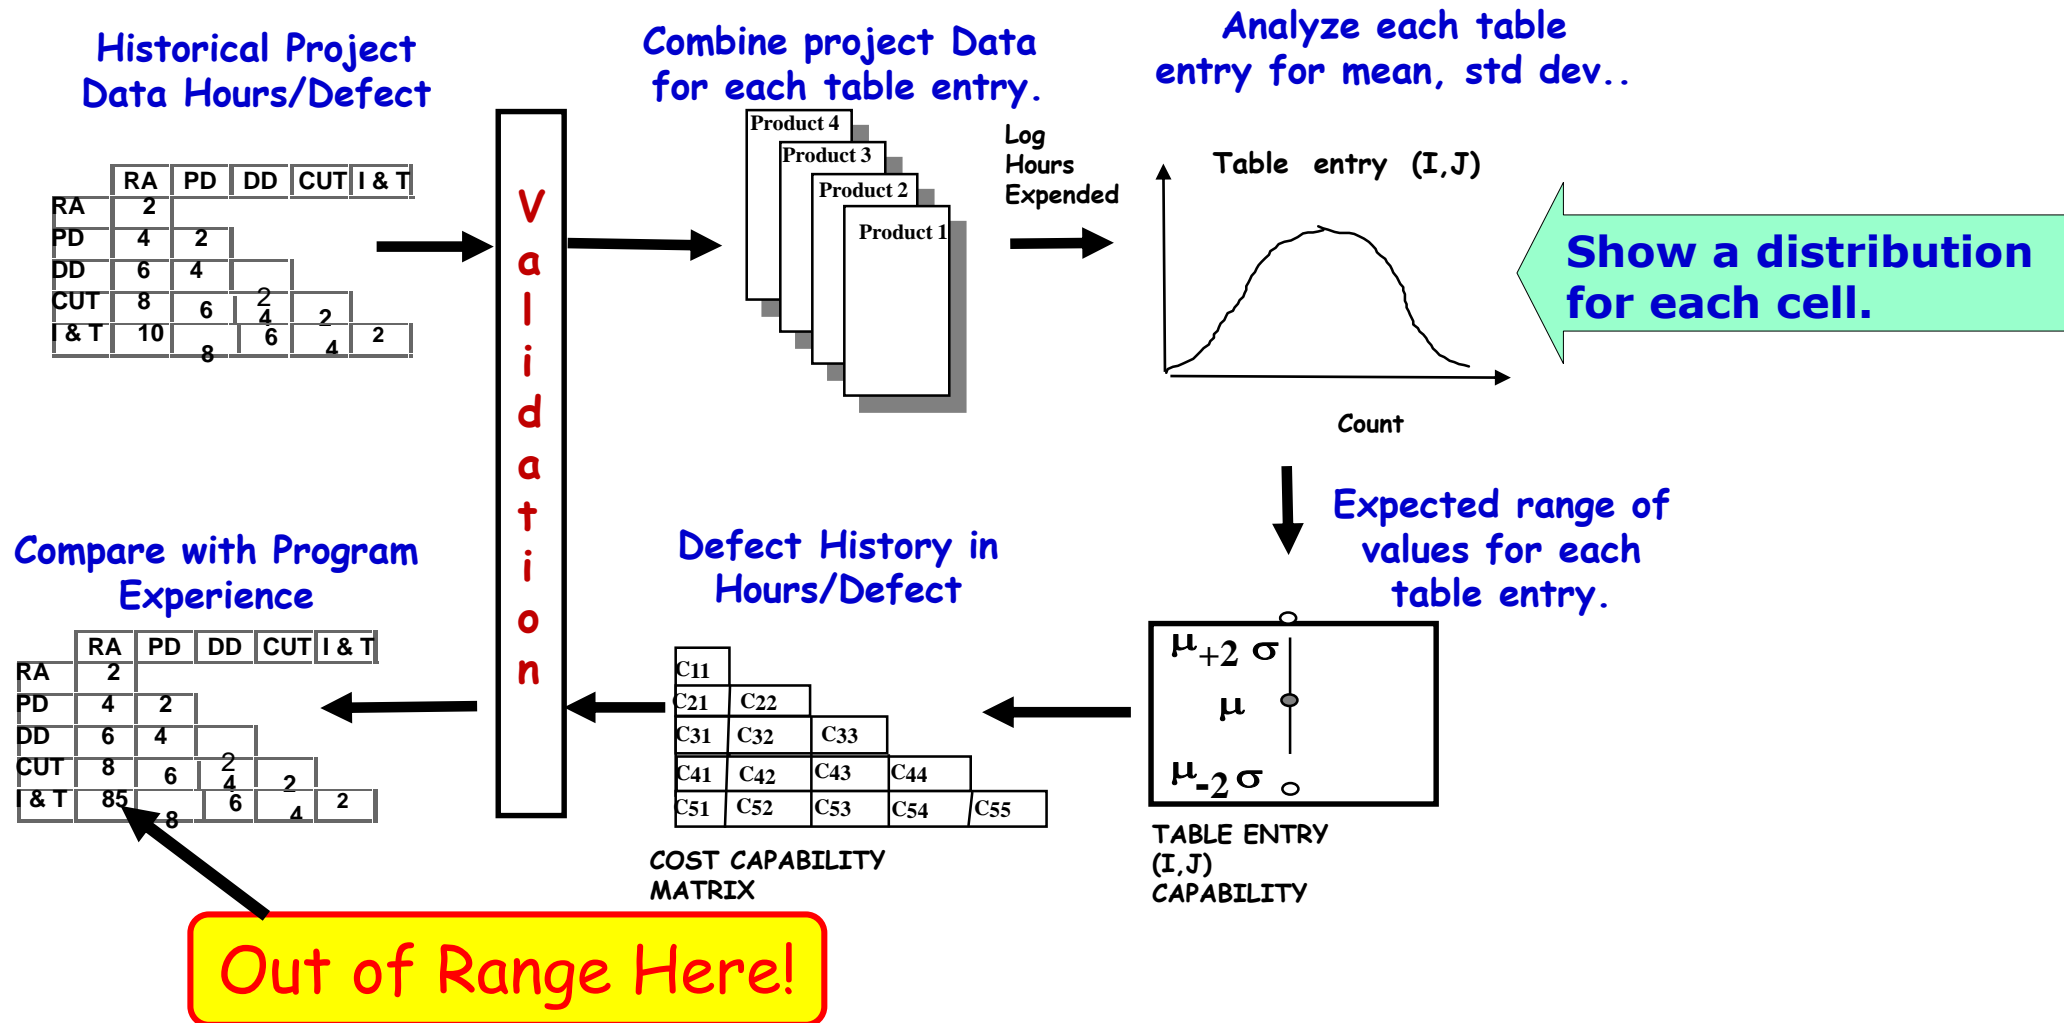 Historical Project
Data Hours/Defect
Combine project Data
for each table entry.
Analyze each table
entry for mean, std dev..
RA PD DD CUT I & T
RA 2
PD 4 2
DD 6 4
CUT 8 6 2 4 2
I & T 10 8 6 4 2
Validation
Product 4
Product 3
Product 2
Product 1
Log
Hours
Expended
Table entry (I,J)
Count
Show a distribution
for each cell.
Expected range of
values for each
table entry.
μ+2 σ
μ
μ-2 σ
TABLE ENTRY
(I,J)
CAPABILITY
Defect History in
Hours/Defect
C11
C21 C22
C31 C32 C33
C41 C42 C43 C44
C51 C52 C53 C54 C55
COST CAPABILITY
MATRIX
Compare with Program
Experience
RA PD DD CUT I & T
RA 2
PD 4 2
DD 6 4
CUT 8 6 2 4 2
I & T 85 8 6 4 2
Out of Range Here!